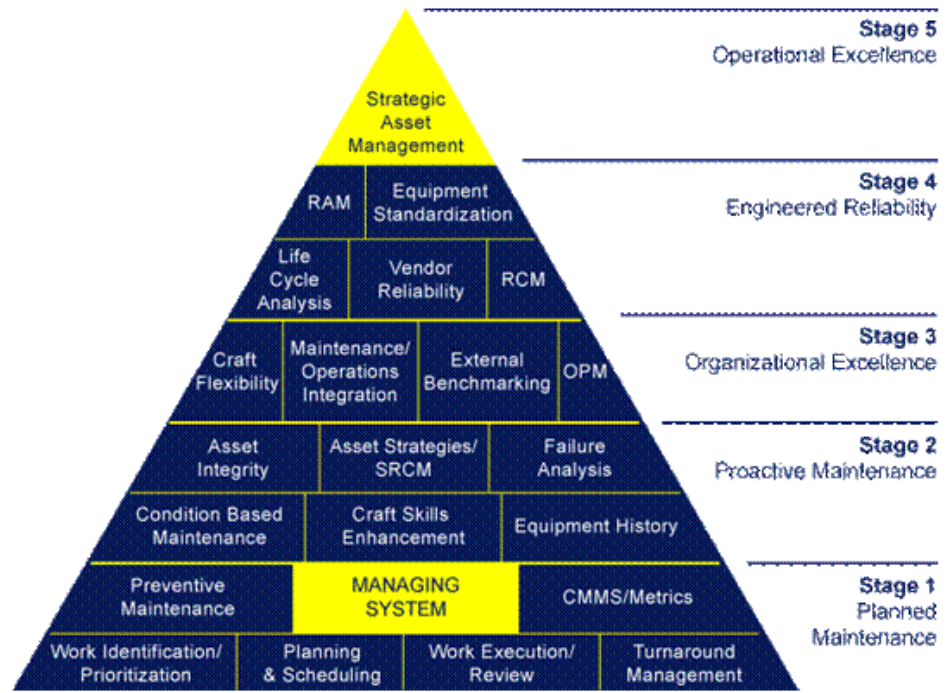 Stage 5
Operational Excellence
Strategic
Asset
Management
Stage 4
Engineered Reliability
RAM
Equipment
Standardization
Life
Cycle
Analysis
Vendor
Reliability
RCM
Stage 3
Organizational Excellence
Craft
Flexibility
Maintenance/
Operations
Integration
External
Benchmarking
OPM
Stage 2
Proactive Maintenance
Asset
Integrity
Asset Strategies/
SRCM
Failure
Analysis
Condition Based
Maintenance
Craft Skills
Enhancement
Equipment History
Stage 1
Planned
Maintenance
Preventive
Maintenance
MANAGING
SYSTEM
CMMS/Metrics
Work Identification/
Prioritization
Planning
& Scheduling
Work Execution/
Review
Turnaround
Management